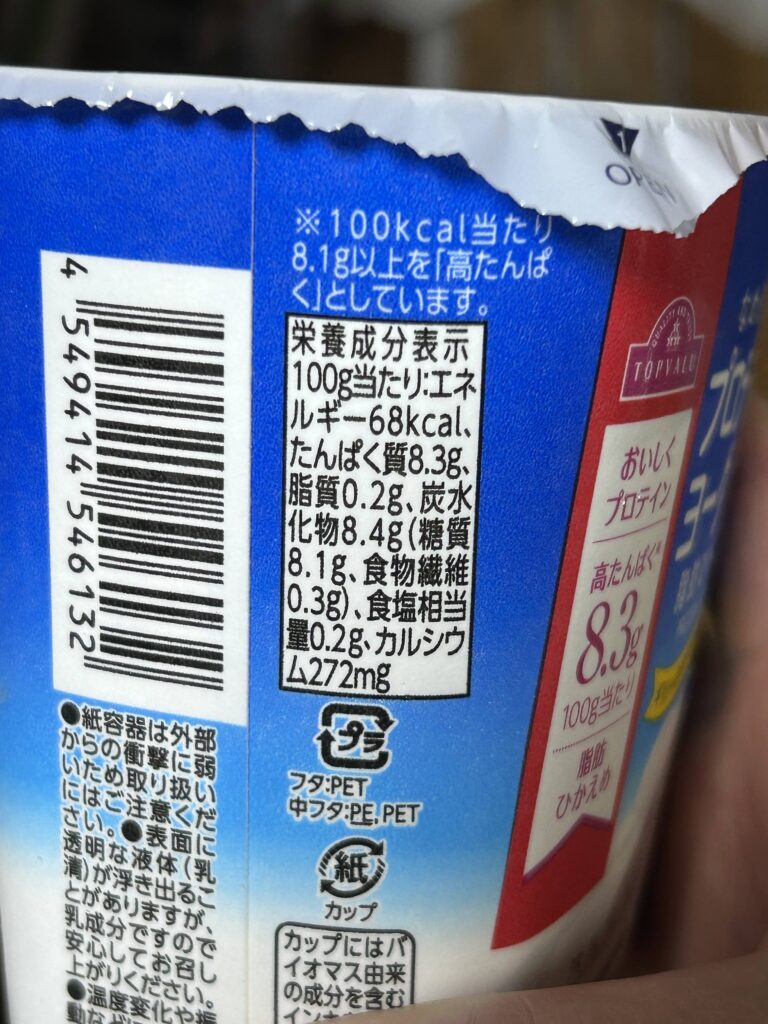 1
OPEN
※100kcal当たり
8.1g以上を「高たんぱ
く」としています。
栄養成分表示
100g当たり:エネ
ルギー68kcal、
たんぱく質8.3g、
脂質0.2g、炭水
化物8.4g(糖質
8.1g、食物繊維
0.3g)、食塩相当
量0.2g、カルシウ
ム272mg
プラ
フタ:PET
中フタ:PE,PET
紙
カップ
カップにはバ
イオマス由来
の成分を含む
4 549414 546132
●紙容器は外部
からの衝撃に弱い
ためご取り扱いくだ
さい。●表面に
透明な液体(乳
清)が浮き出るこ
とがありますが、
乳成分ですので
安心してお召し
上がりください。
●温度変化や振
TOPVALU
おいしく
プロテイン
高たんぱく※
8.3g
100g当たり
脂肪
ひかえめ
プロ
ヨー